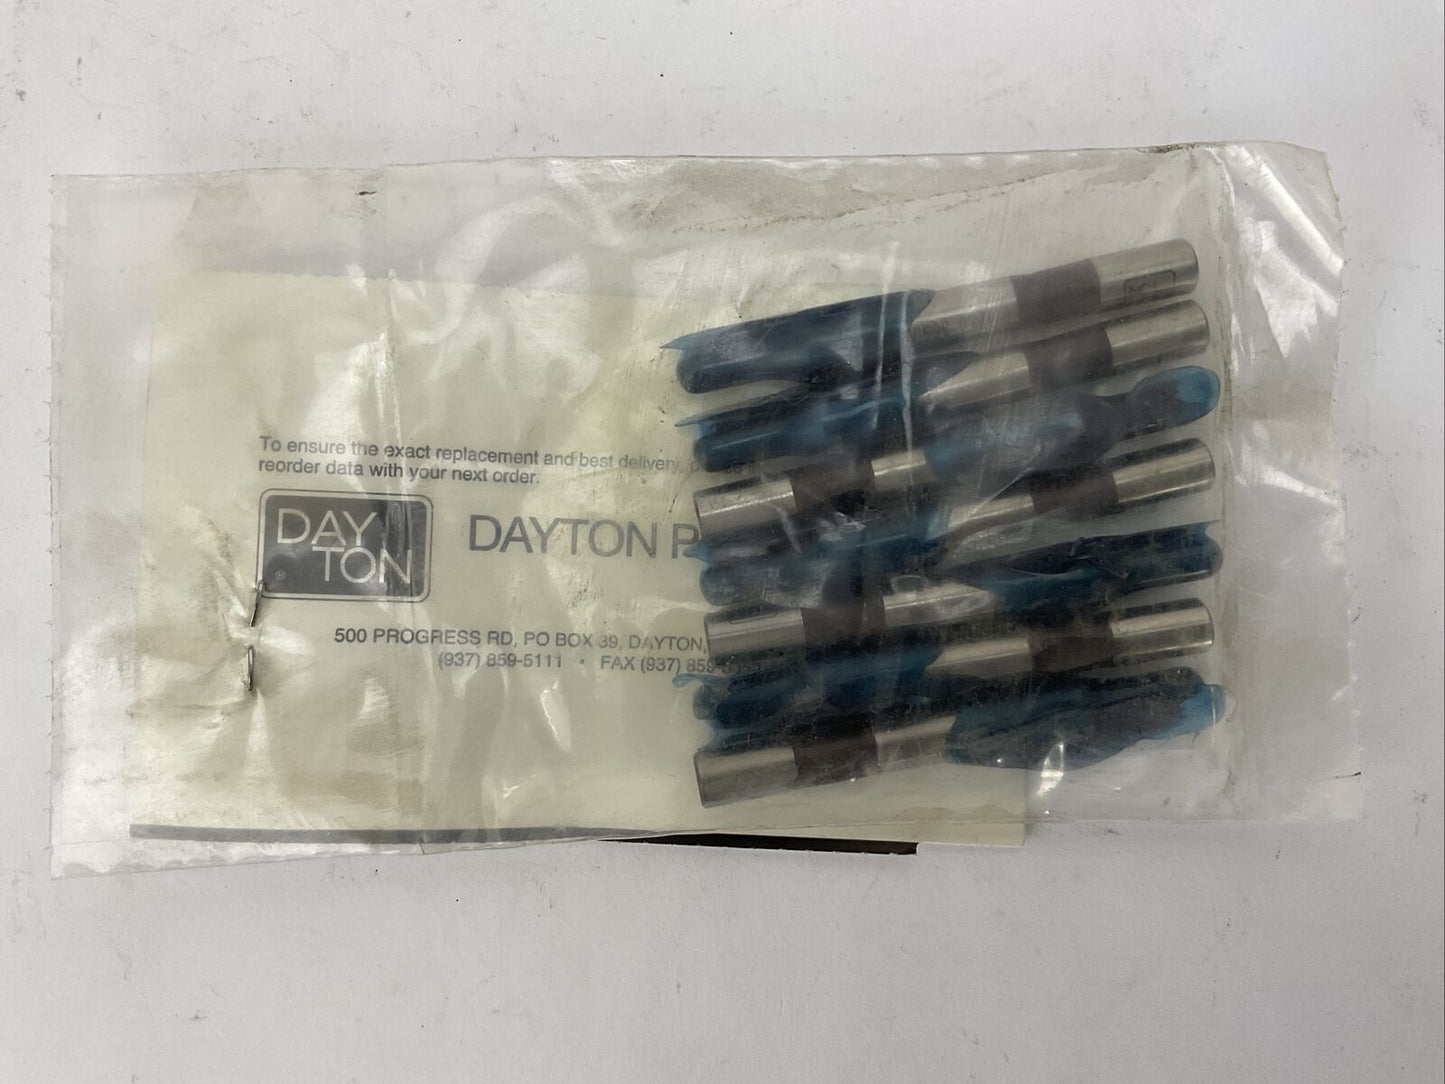 To ensure the exact replacement and best delivery,
reorder data with your next order.
DAY
TON
®
DAYTON P
500 PROGRESS RD, PO BOX 39, DAYTON,
(937) 859-5111 • FAX (937) 859-